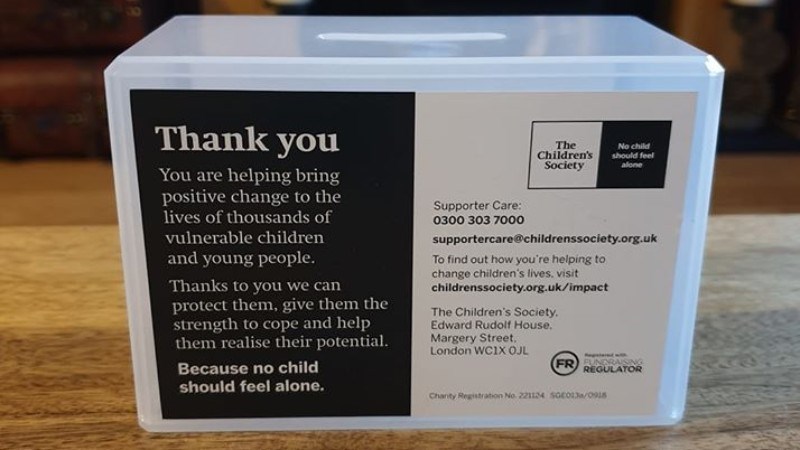 Thank you
You are helping bring
positive change to the
lives of thousands of
vulnerable children
and young people.
Thanks to you we can
protect them, give them the
strength to cope and help
them realise their potential.
Because no child
should feel alone.
The
Children's
Society
No child
should feel
alone
Supporter Care:
0300 303 7000
supportercare@childrenssociety.org.uk
To find out how you're helping to
change children's lives, visit
childrenssociety.org.uk/impact
The Children's Society,
Edward Rudolf House,
Margery Street,
London WC1X 0JL
FR
Registered with
FUNDRAISING
REGULATOR
Charity Registration No. 221124 SGE013a/0918